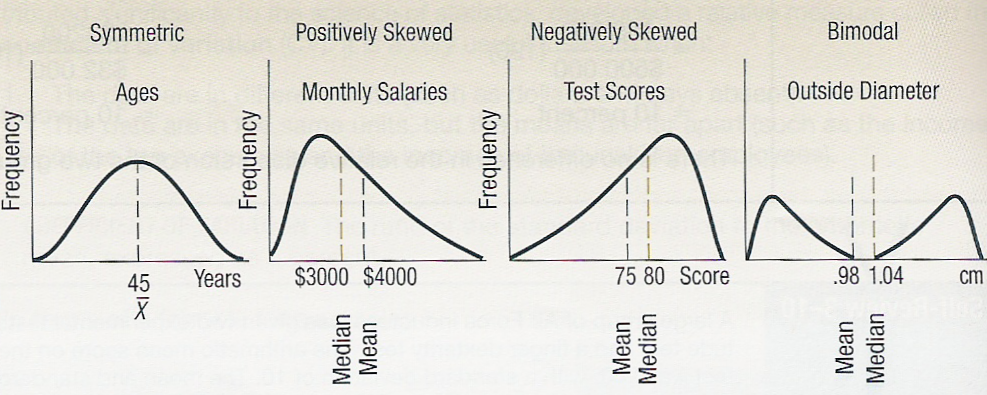 Symmetric
Ages
Frequency
45
Years
X̄
Positively Skewed
Monthly Salaries
Frequency
$3000 $4000
Median
Mean
Negatively Skewed
Test Scores
Frequency
75 80 Score
Mean
Median
Bimodal
Outside Diameter
.98 1.04 cm
Mean
Median